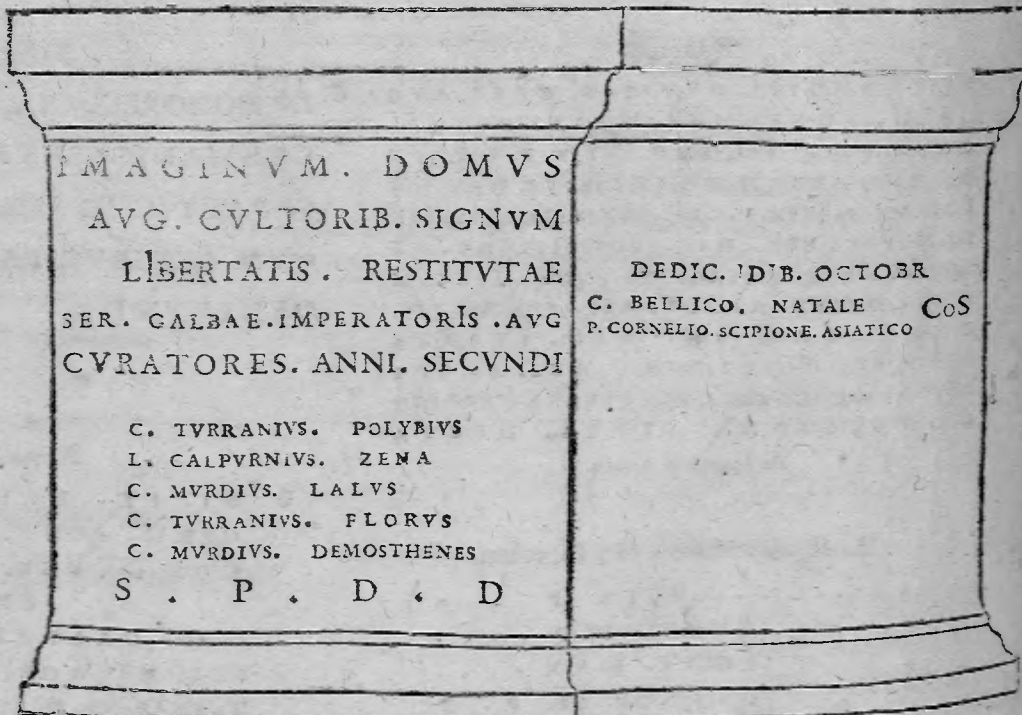 IMAGINVM. DOMVS
AVG. CVLTORIB. SIGNVM
LIBERTATIS. RESTITVTAE
SER. GALBAE. IMPERATORIS. AVG
CVRATORES. ANNI. SECVNDI
C. TVRRANIVS. POLYBIVS
L. CALPVRNIVS. ZENA
C. MVRDIVS. LALVS
C. TVRRANIVS. FLORVS
C. MVRDIVS. DEMOSTHENES
S. P. D. D
DEDIC. OCTOBR
C. BELLICO. NATALE CoS
P. CORNELIO. SCIPIONE. ASIATICO